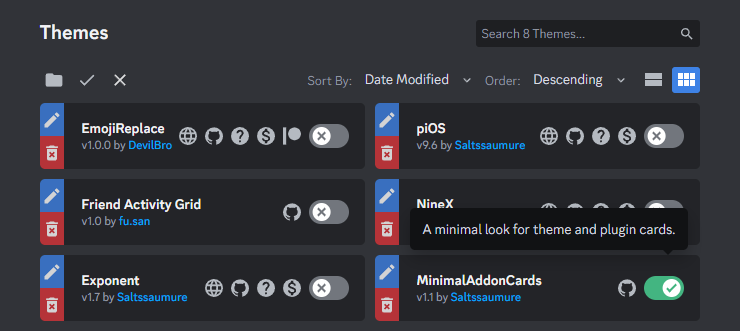 Themes
Search 8 Themes...
Sort By: Date Modified Order: Descending
EmojiReplace
v1.0.0 by DevilBro
piOS
v9.6 by Saltssaumure
Friend Activity Grid
v1.0 by fu.san
NineX
A minimal look for theme and plugin cards.
Exponent
v1.7 by Saltssaumure
MinimalAddonCards
v1.1 by Saltssaumure